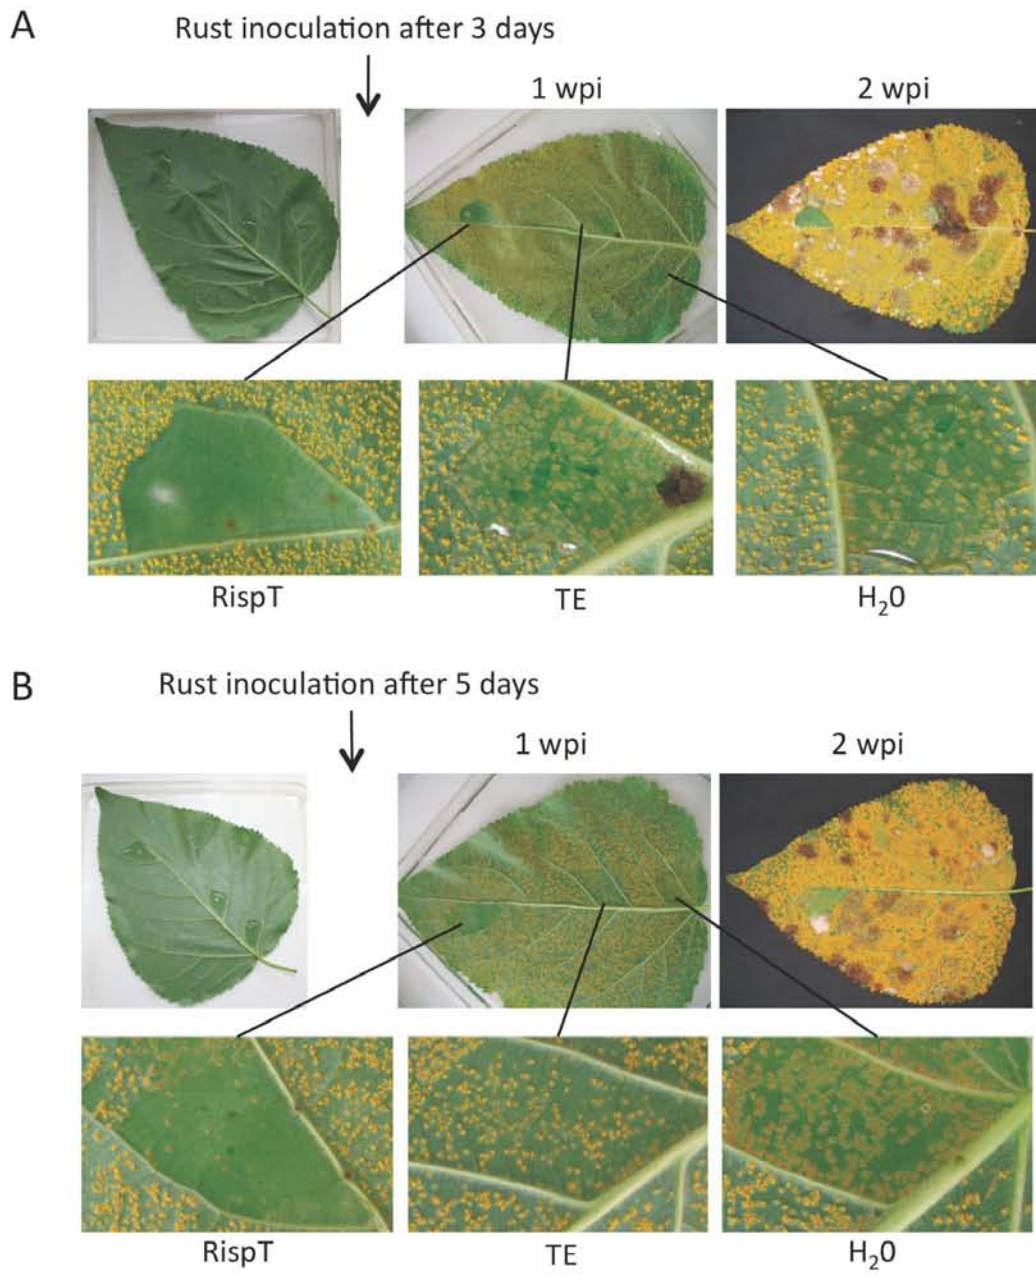 A
Rust inoculation after 3 days
1 wpi
2 wpi
RispT
TE
H₂0
B
Rust inoculation after 5 days
1 wpi
2 wpi
RispT
TE
H₂0